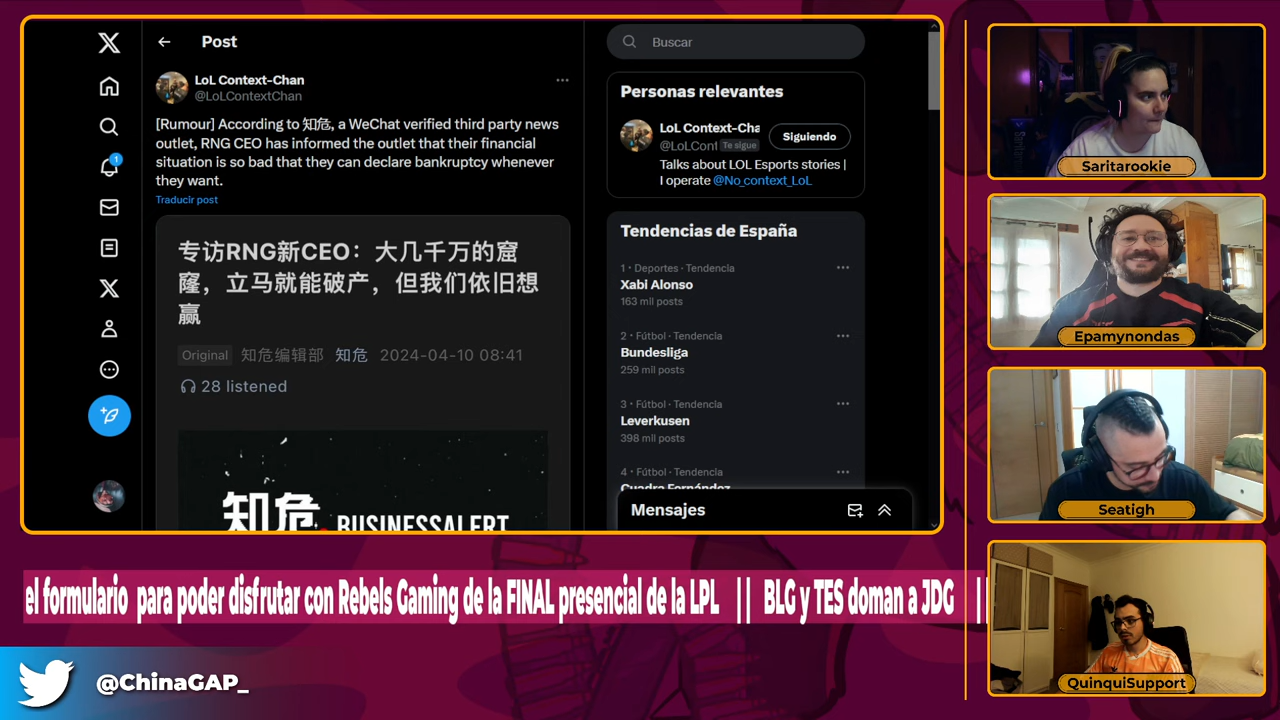 Post
LoL Context-Chan
@LoLContextChan
[Rumour] According to 知危, a WeChat verified third party news
outlet, RNG CEO has informed the outlet that their financial
situation is so bad that they can declare bankruptcy whenever
they want.
Traducir post
专访RNG新CEO：大几千万的窟
窿，立马就能破产，但我们依旧想
赢
Original 知危编辑部 知危 2024-04-10 08:41
28 listened
知危 BUSINESSALERT
1
Buscar
Personas relevantes
LoL Context-Cha
@LoLCont Te sigue
Siguiendo
Talks about LOL Esports stories |
I operate @No_context_LoL
Tendencias de España
1 · Deportes · Tendencia
Xabi Alonso
163 mil posts
2 · Fútbol · Tendencia
Bundesliga
259 mil posts
3 · Fútbol · Tendencia
Leverkusen
398 mil posts
4 · Fútbol · Tendencia
Cuadra Fernández
Mensajes
Saritarookie
Epamynondas
Seatigh
QuinquiSupport
el formulario para poder disfrutar con Rebels Gaming de la FINAL presencial de la LPL || BLG y TES doman a JDG ||
@ChinaGAP_